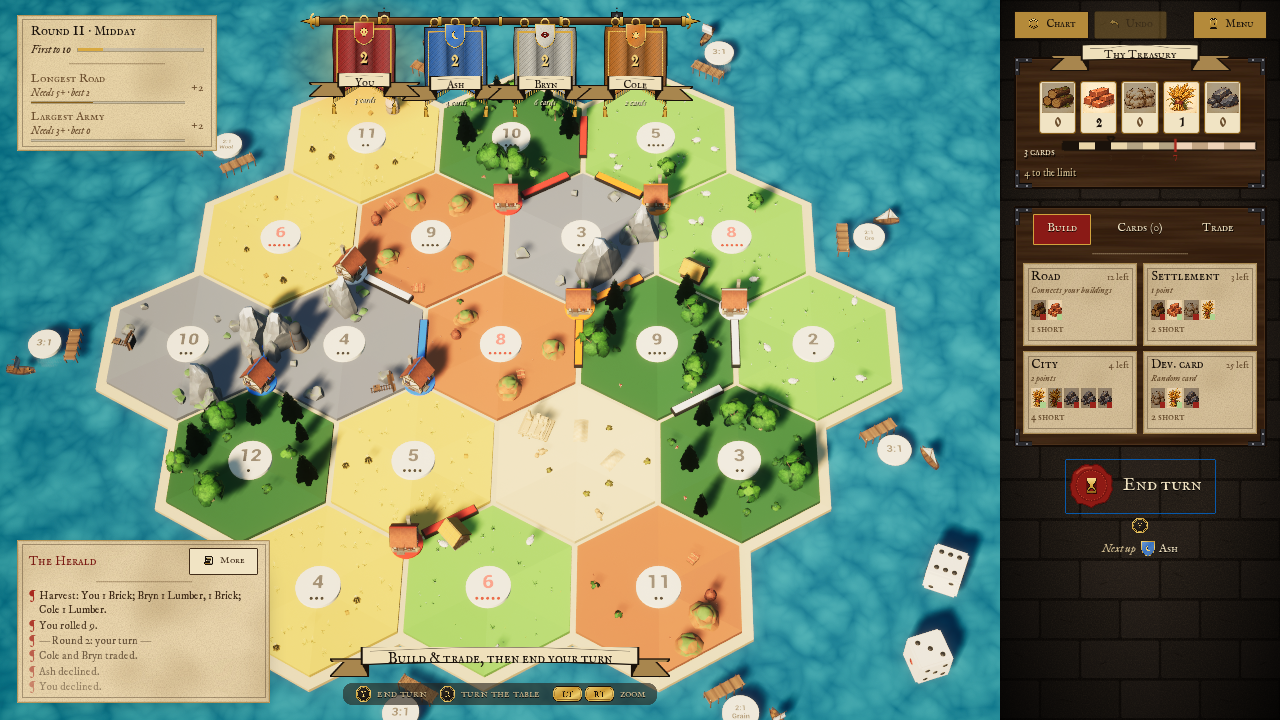 Round II · Midday
First to 10
Longest Road
Needs 5+ · best 2
+2
Largest Army
Needs 3+ · best 0
+2
2
You
3 cards
2
Ash
2
Bryn
2
Cole
3:1
11
10
5
6
9
3
8
3:1
10
4
8
9
2
12
5
3
3:1
4
6
11
3:1
2:1
Grain
The Herald
More
Harvest: You 1 Brick; Bryn 1 Lumber, 1 Brick;
Cole 1 Lumber.
You rolled 9.
— Round 2: your turn —
Cole and Bryn traded.
Ash declined.
You declined.
Build & trade, then end your turn
End turn
Turn the table
LT
RT
Zoom
Chart
Undo
Menu
Thy Treasury
0
2
0
1
0
3 cards
7
4 to the limit
Build
Cards (0)
Trade
Road
12 left
Connects your buildings
1 short
Settlement
3 left
1 point
2 short
City
4 left
2 points
4 short
Dev. card
25 left
Random card
2 short
End turn
Next up
Ash